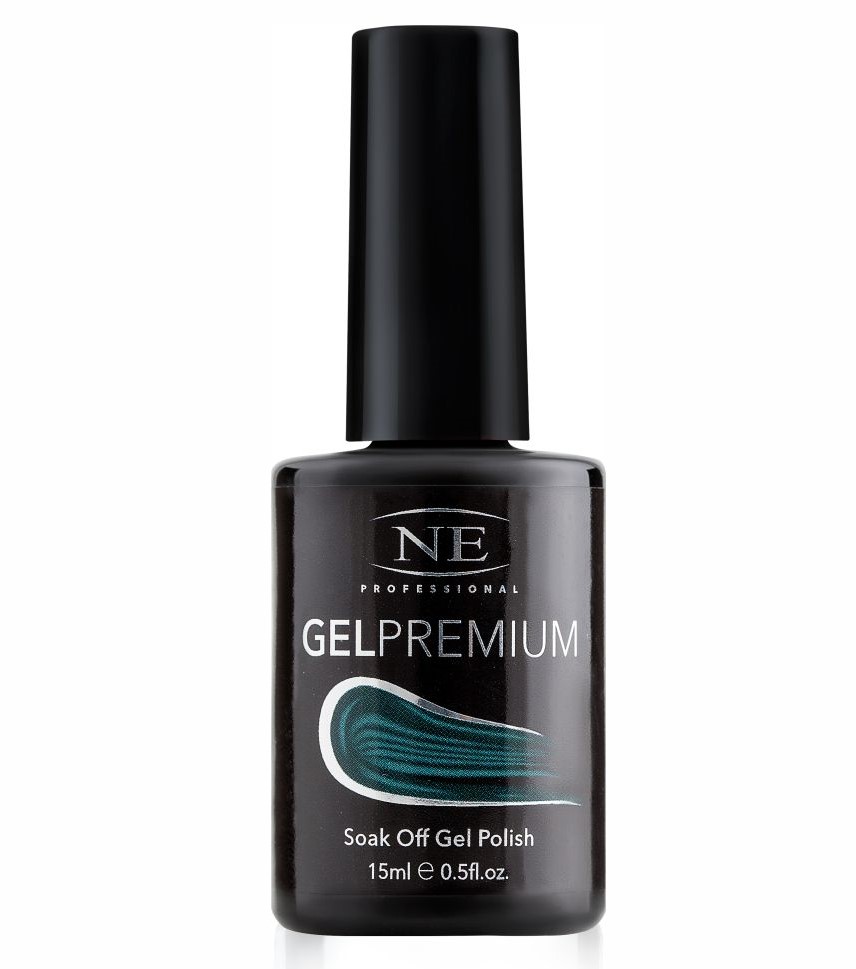 NE
PROFESSIONAL
GELPREMIUM
Soak Off Gel Polish
15ml ℮ 0.5fl.oz.